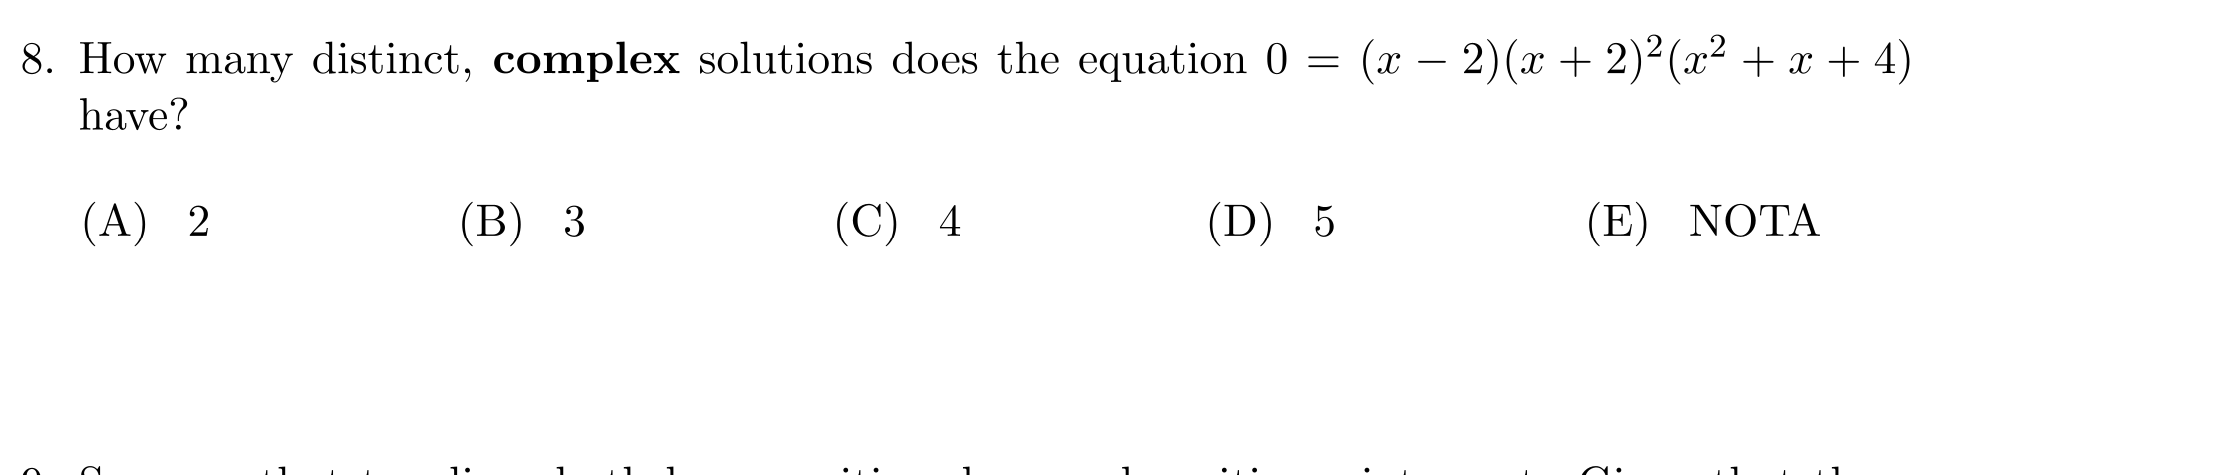 8. How many distinct, complex solutions does the equation 0 = (x − 2)(x + 2)²(x² + x + 4)
have?
(A) 2 (B) 3 (C) 4 (D) 5 (E) NOTA